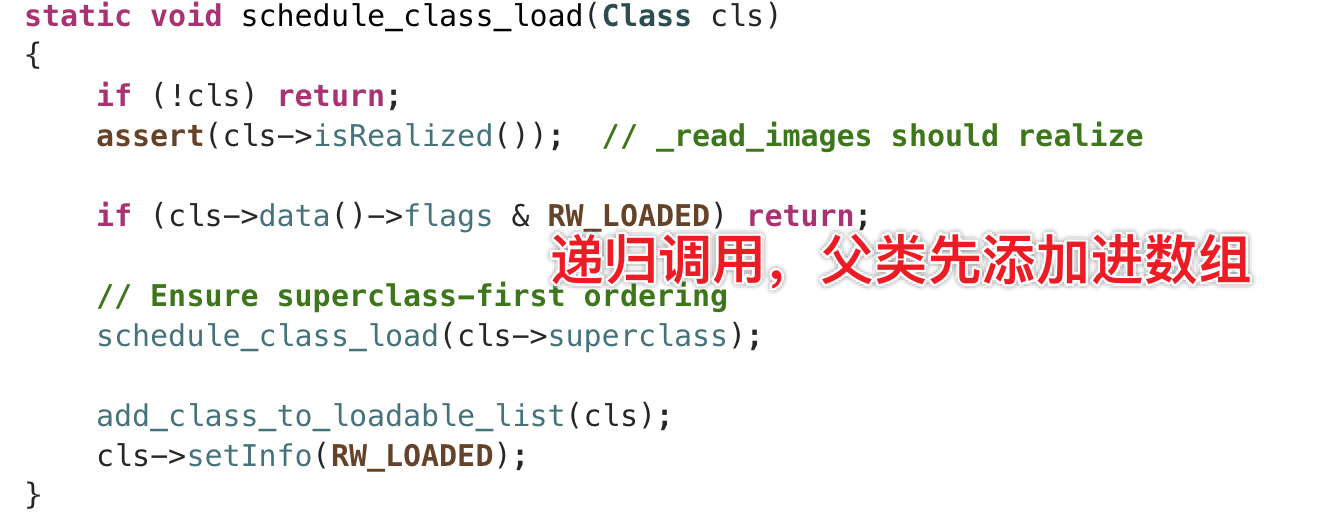 static void schedule_class_load(Class cls)
{
if (!cls) return;
assert(cls->isRealized());  // _read_images should realize
if (cls->data()->flags & RW_LOADED) return;
递归调用，父类先添加进数组
// Ensure superclass-first ordering
schedule_class_load(cls->superclass);
add_class_to_loadable_list(cls);
cls->setInfo(RW_LOADED);
}